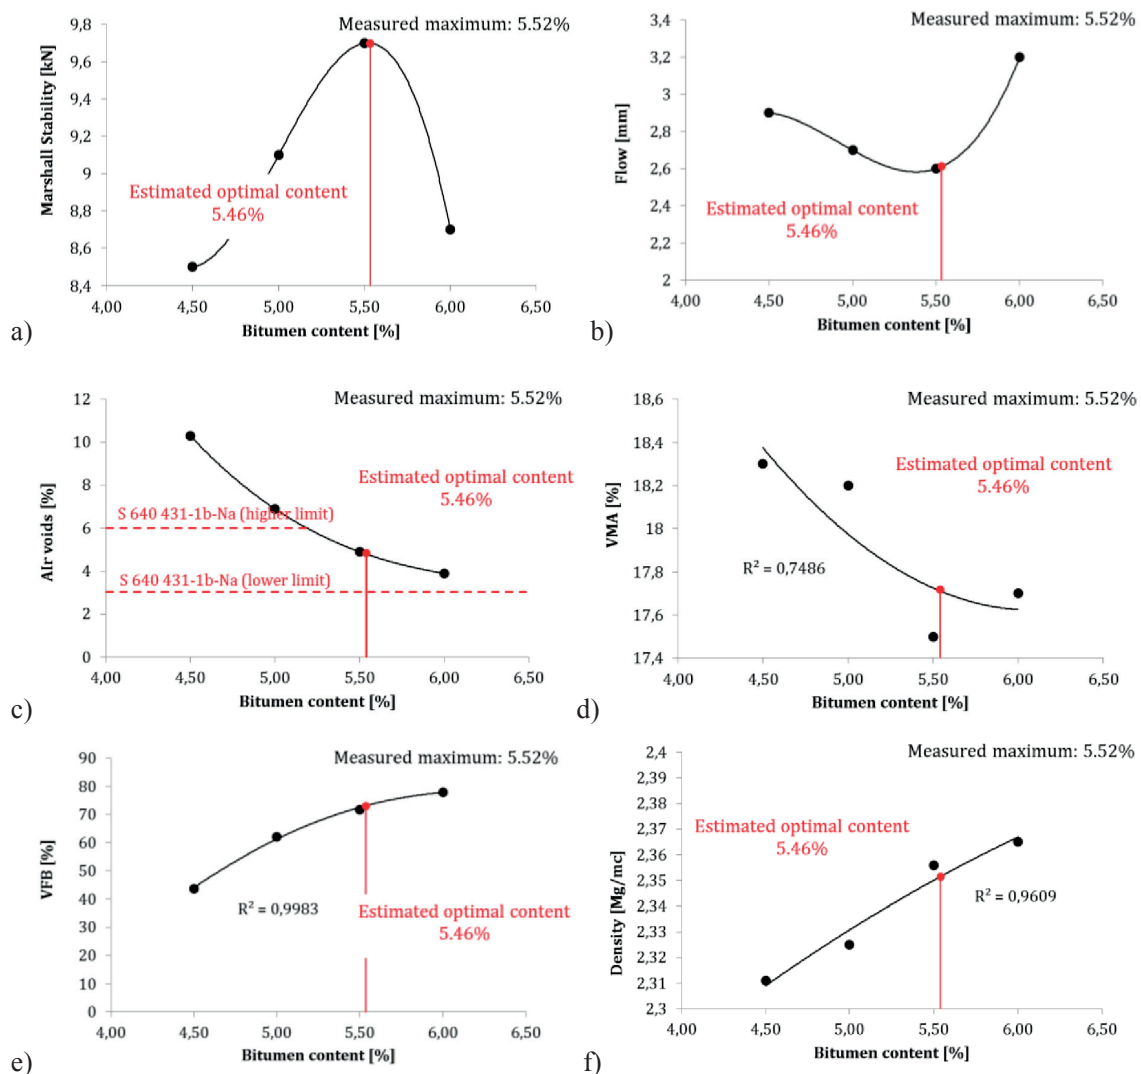 Measured maximum: 5.52%
9,8
9,6
9,4
9,2
9
8,8
8,6
8,4
Marshall Stability [kN]
Estimated optimal content
5.46%
4,00 4,50 5,00 5,50 6,00 6,50
Bitumen content [%]
a)
Measured maximum: 5.52%
3,4
3,2
3
2,8
2,6
2,4
2,2
2
Flow [mm]
Estimated optimal content
5.46%
4,00 4,50 5,00 5,50 6,00 6,50
Bitumen content [%]
b)
Measured maximum: 5.52%
12
10
8
6
4
2
0
AIr voids [%]
Estimated optimal content
5.46%
S 640 431-1b-Na (higher limit)
S 640 431-1b-Na (lower limit)
4,00 4,50 5,00 5,50 6,00 6,50
Bitumen content [%]
c)
Measured maximum: 5.52%
18,6
18,4
18,2
18
17,8
17,6
17,4
VMA [%]
Estimated optimal content
5.46%
R² = 0,7486
4,00 4,50 5,00 5,50 6,00 6,50
Bitumen content [%]
d)
Measured maximum: 5.52%
90
80
70
60
50
40
30
20
10
0
VFB [%]
R² = 0,9983
Estimated optimal content
5.46%
4,00 4,50 5,00 5,50 6,00 6,50
Bitumen content [%]
e)
Measured maximum: 5.52%
2,4
2,39
2,38
2,37
2,36
2,35
2,34
2,33
2,32
2,31
2,3
Density [Mg/mc]
Estimated optimal content
5.46%
R² = 0,9609
4,00 4,50 5,00 5,50 6,00 6,50
Bitumen content [%]
f)